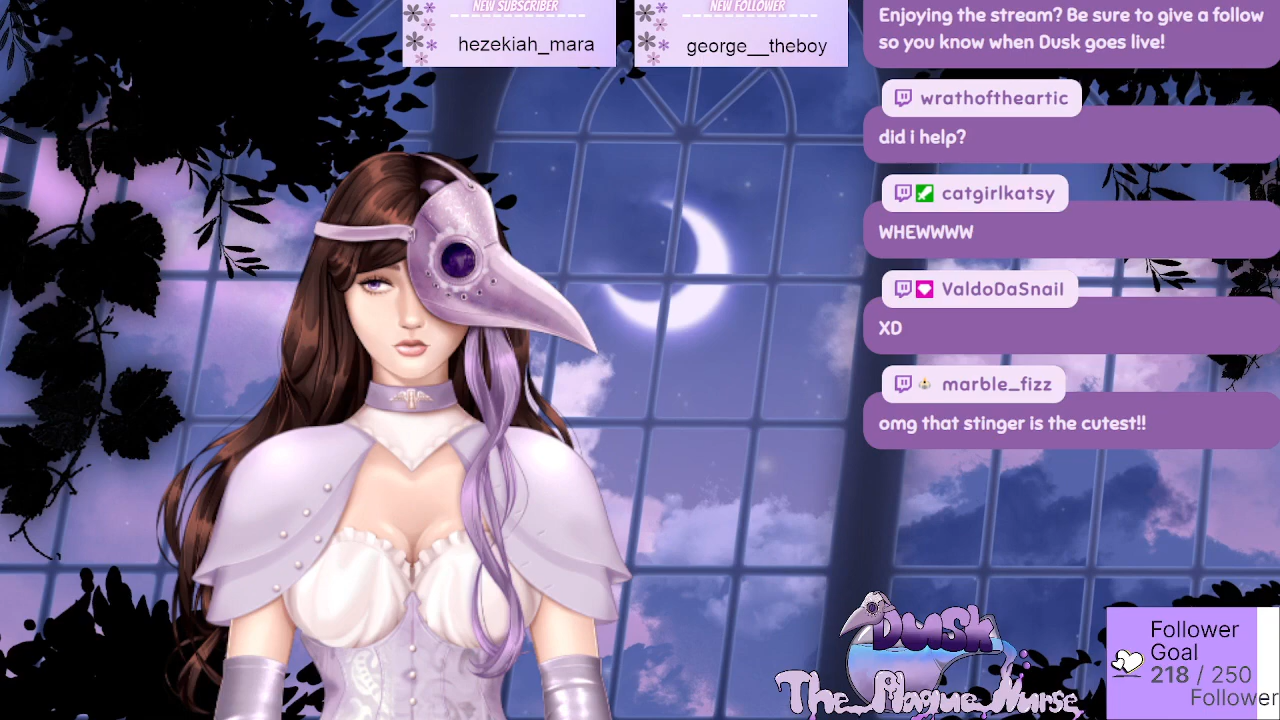 NEW SUBSCRIBER
hezekiah_mara
NEW FOLLOWER
george__theboy
Enjoying the stream? Be sure to give a follow
so you know when Dusk goes live!
wrathoftheartic
did i help?
catgirlkatsy
WHEWWWW
ValdoDaSnail
XD
marble_fizz
omg that stinger is the cutest!!
Dusk
The Plague Nurse
Follower
Goal
218 / 250
Follower